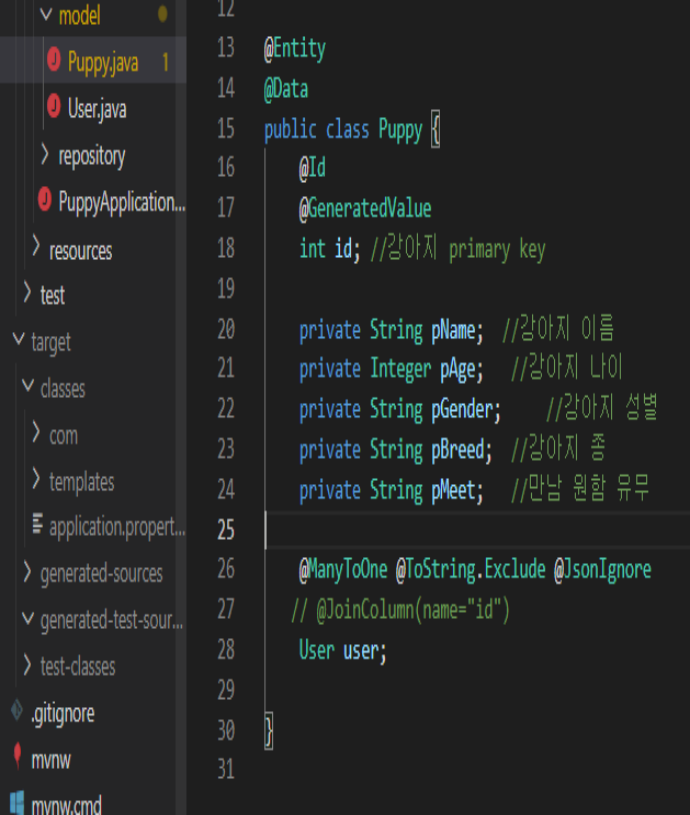 model
Puppy.java 1
User.java
repository
PuppyApplication...
resources
test
target
classes
com
templates
application.propert...
generated-sources
generated-test-sour...
test-classes
.gitignore
mvnw
mvnw.cmd
12
13 @Entity
14 @Data
15 public class Puppy {
16 @Id
17 @GeneratedValue
18 int id; //강아지 primary key
19
20 private String pName; //강아지 이름
21 private Integer pAge; //강아지 나이
22 private String pGender; //강아지 성별
23 private String pBreed; //강아지 종
24 private String pMeet; //만남 원함 유무
25
26 @ManyToOne @ToString.Exclude @JsonIgnore
27 // @JoinColumn(name="id")
28 User user;
29
30 }
31